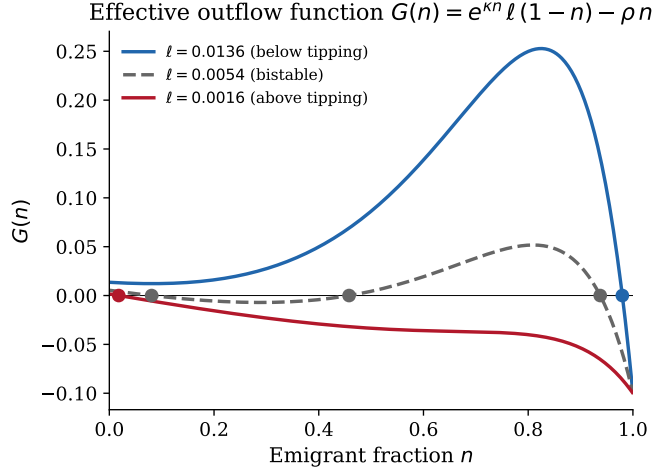 Effective outflow function G(n) = e^{κn} ℓ (1 − n) − ρ n
ℓ = 0.0136 (below tipping)
ℓ = 0.0054 (bistable)
ℓ = 0.0016 (above tipping)
G(n)
0.25
0.20
0.15
0.10
0.05
0.00
−0.05
−0.10
0.0 0.2 0.4 0.6 0.8 1.0
Emigrant fraction n